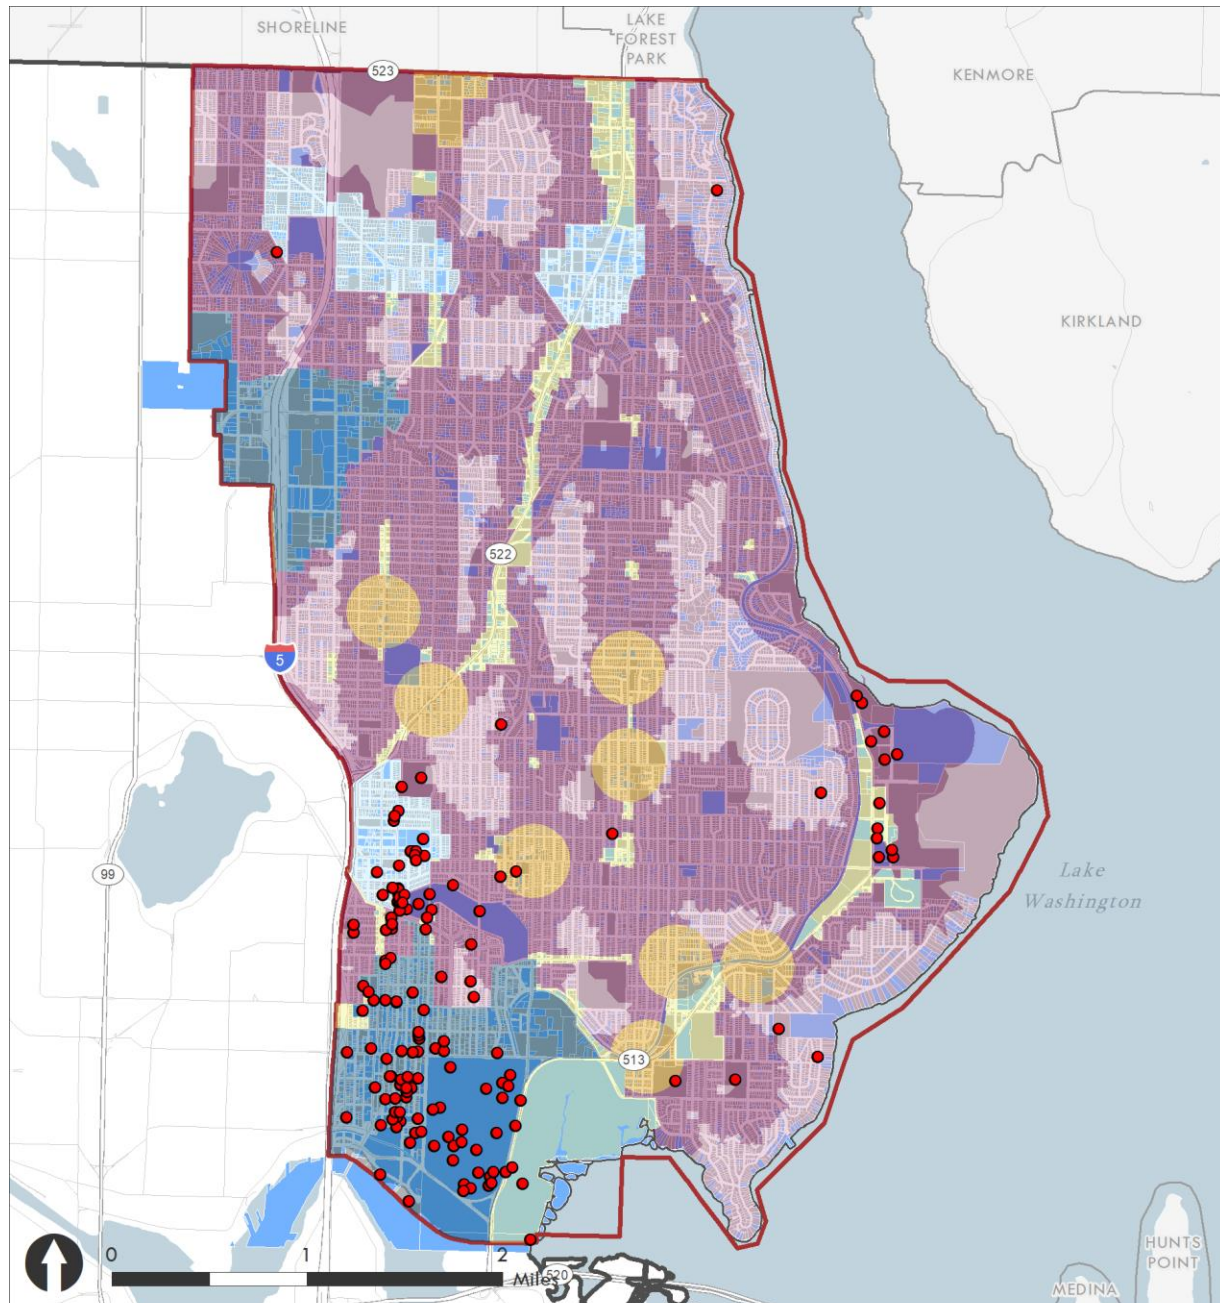 SHORELINE
LAKE
FOREST
PARK
523
KENMORE
KIRKLAND
522
5
99
Lake
Washington
513
0 1 2
Miles
520
HUNTS
POINT
MEDINA